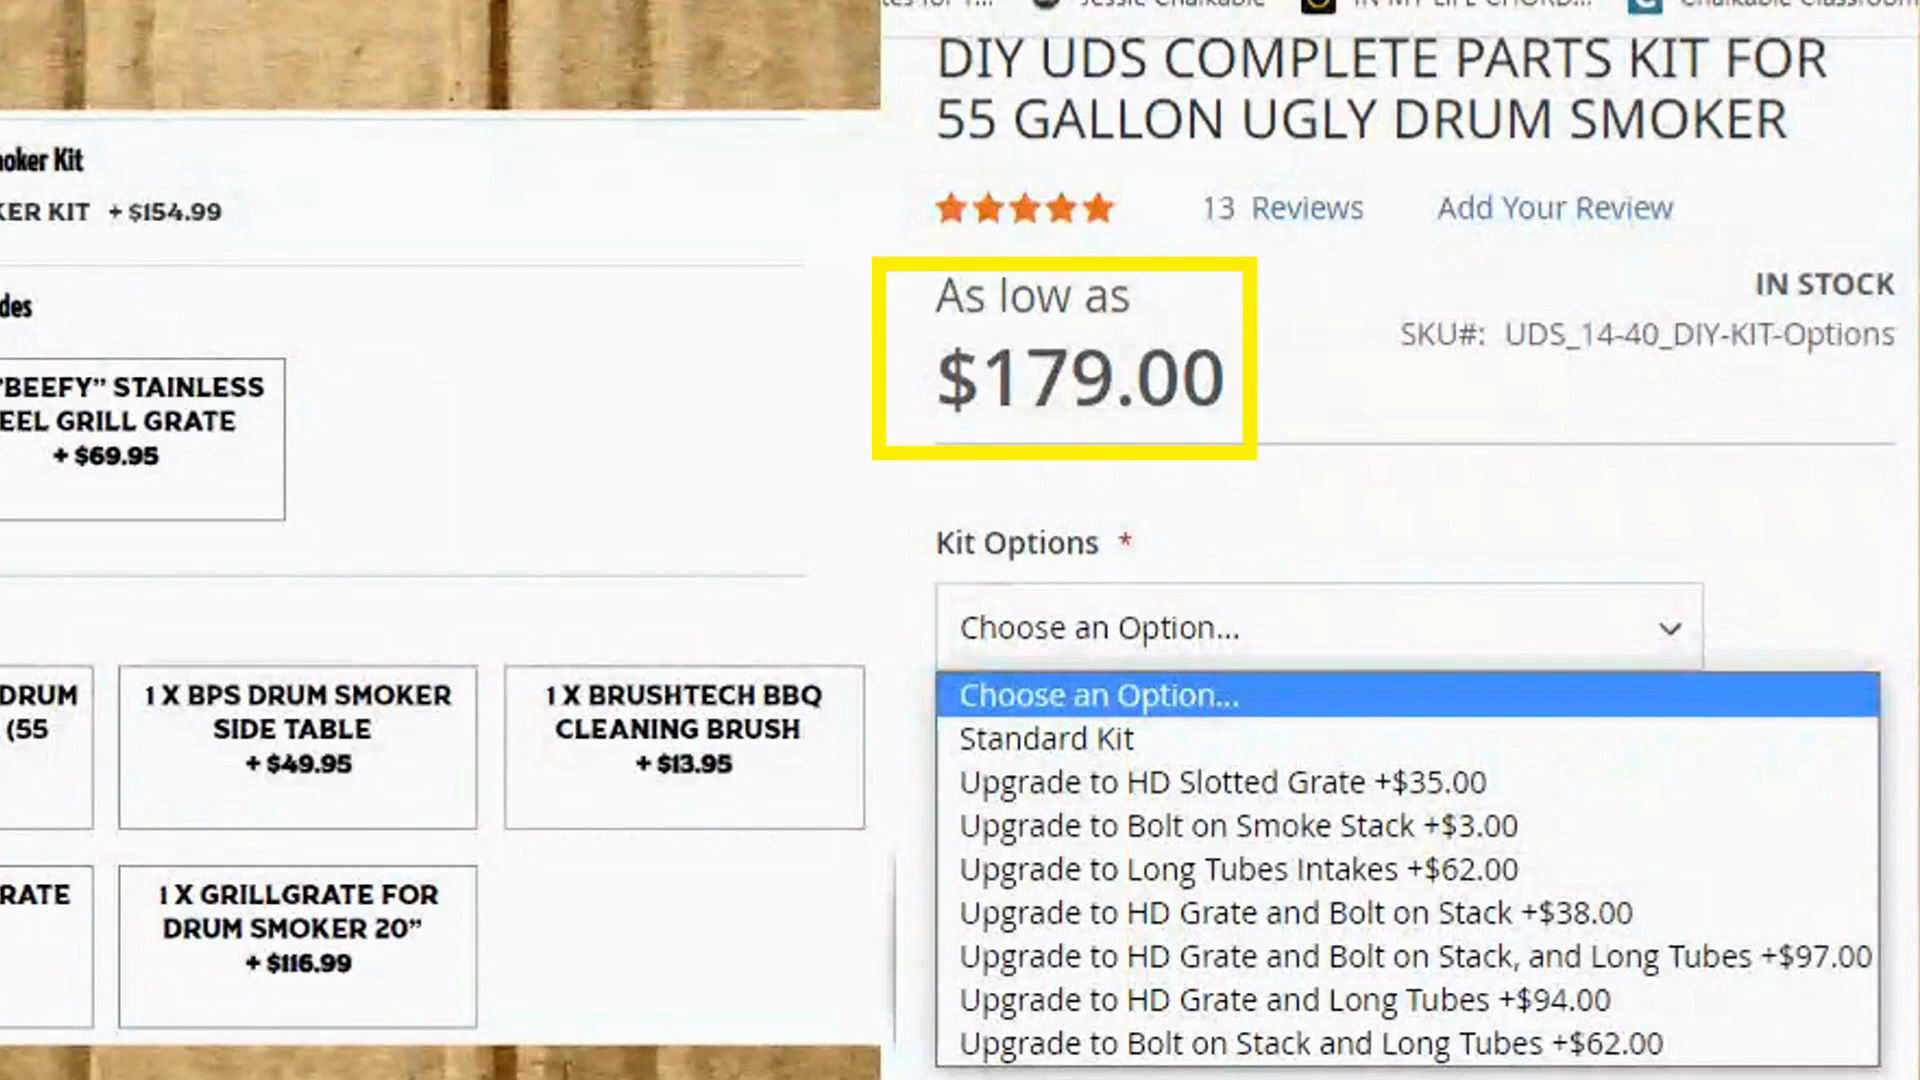 Kit
KIT + $154.99
"BEEFY" STAINLESS
GRILL GRATE
+ $69.95
DRUM
(55
1 X BPS DRUM SMOKER
SIDE TABLE
+ $49.95
1 X BRUSHTECH BBQ
CLEANING BRUSH
+ $13.95
1 X GRILLGRATE FOR
DRUM SMOKER 20”
+ $116.99
DIY UDS COMPLETE PARTS KIT FOR
55 GALLON UGLY DRUM SMOKER
13 Reviews
Add Your Review
As low as
$179.00
IN STOCK
SKU#: UDS_14-40_DIY-KIT-Options
Kit Options *
Choose an Option...
Choose an Option...
Standard Kit
Upgrade to HD Slotted Grate +$35.00
Upgrade to Bolt on Smoke Stack +$3.00
Upgrade to Long Tubes Intakes +$62.00
Upgrade to HD Grate and Bolt on Stack +$38.00
Upgrade to HD Grate and Bolt on Stack, and Long Tubes +$97.00
Upgrade to HD Grate and Long Tubes +$94.00
Upgrade to Bolt on Stack and Long Tubes +$62.00